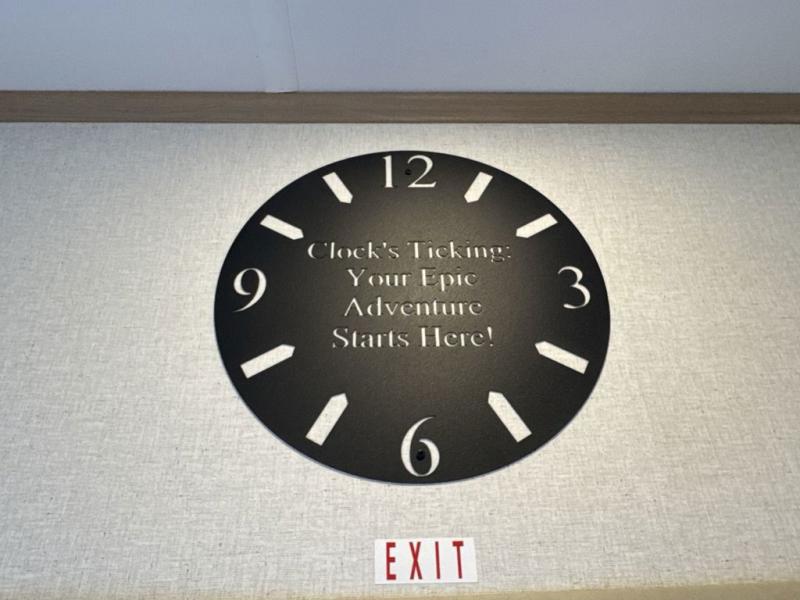 12
Clock's Ticking:
Your Epic
9 3
Adventure
Starts Here!
6
EXIT